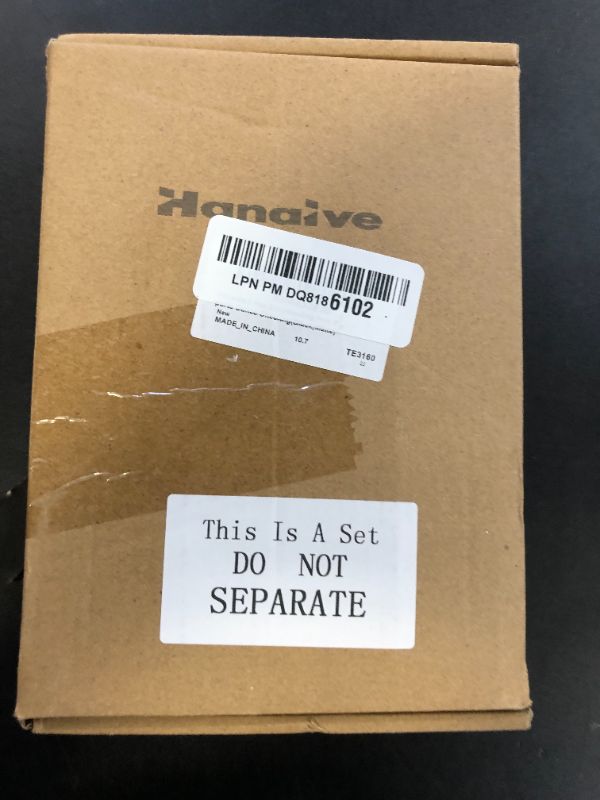 Hanaive
LPN PM DQ8186102
New
MADE_IN_CHINA
10.7
TE3160
This Is A Set
DO NOT
SEPARATE